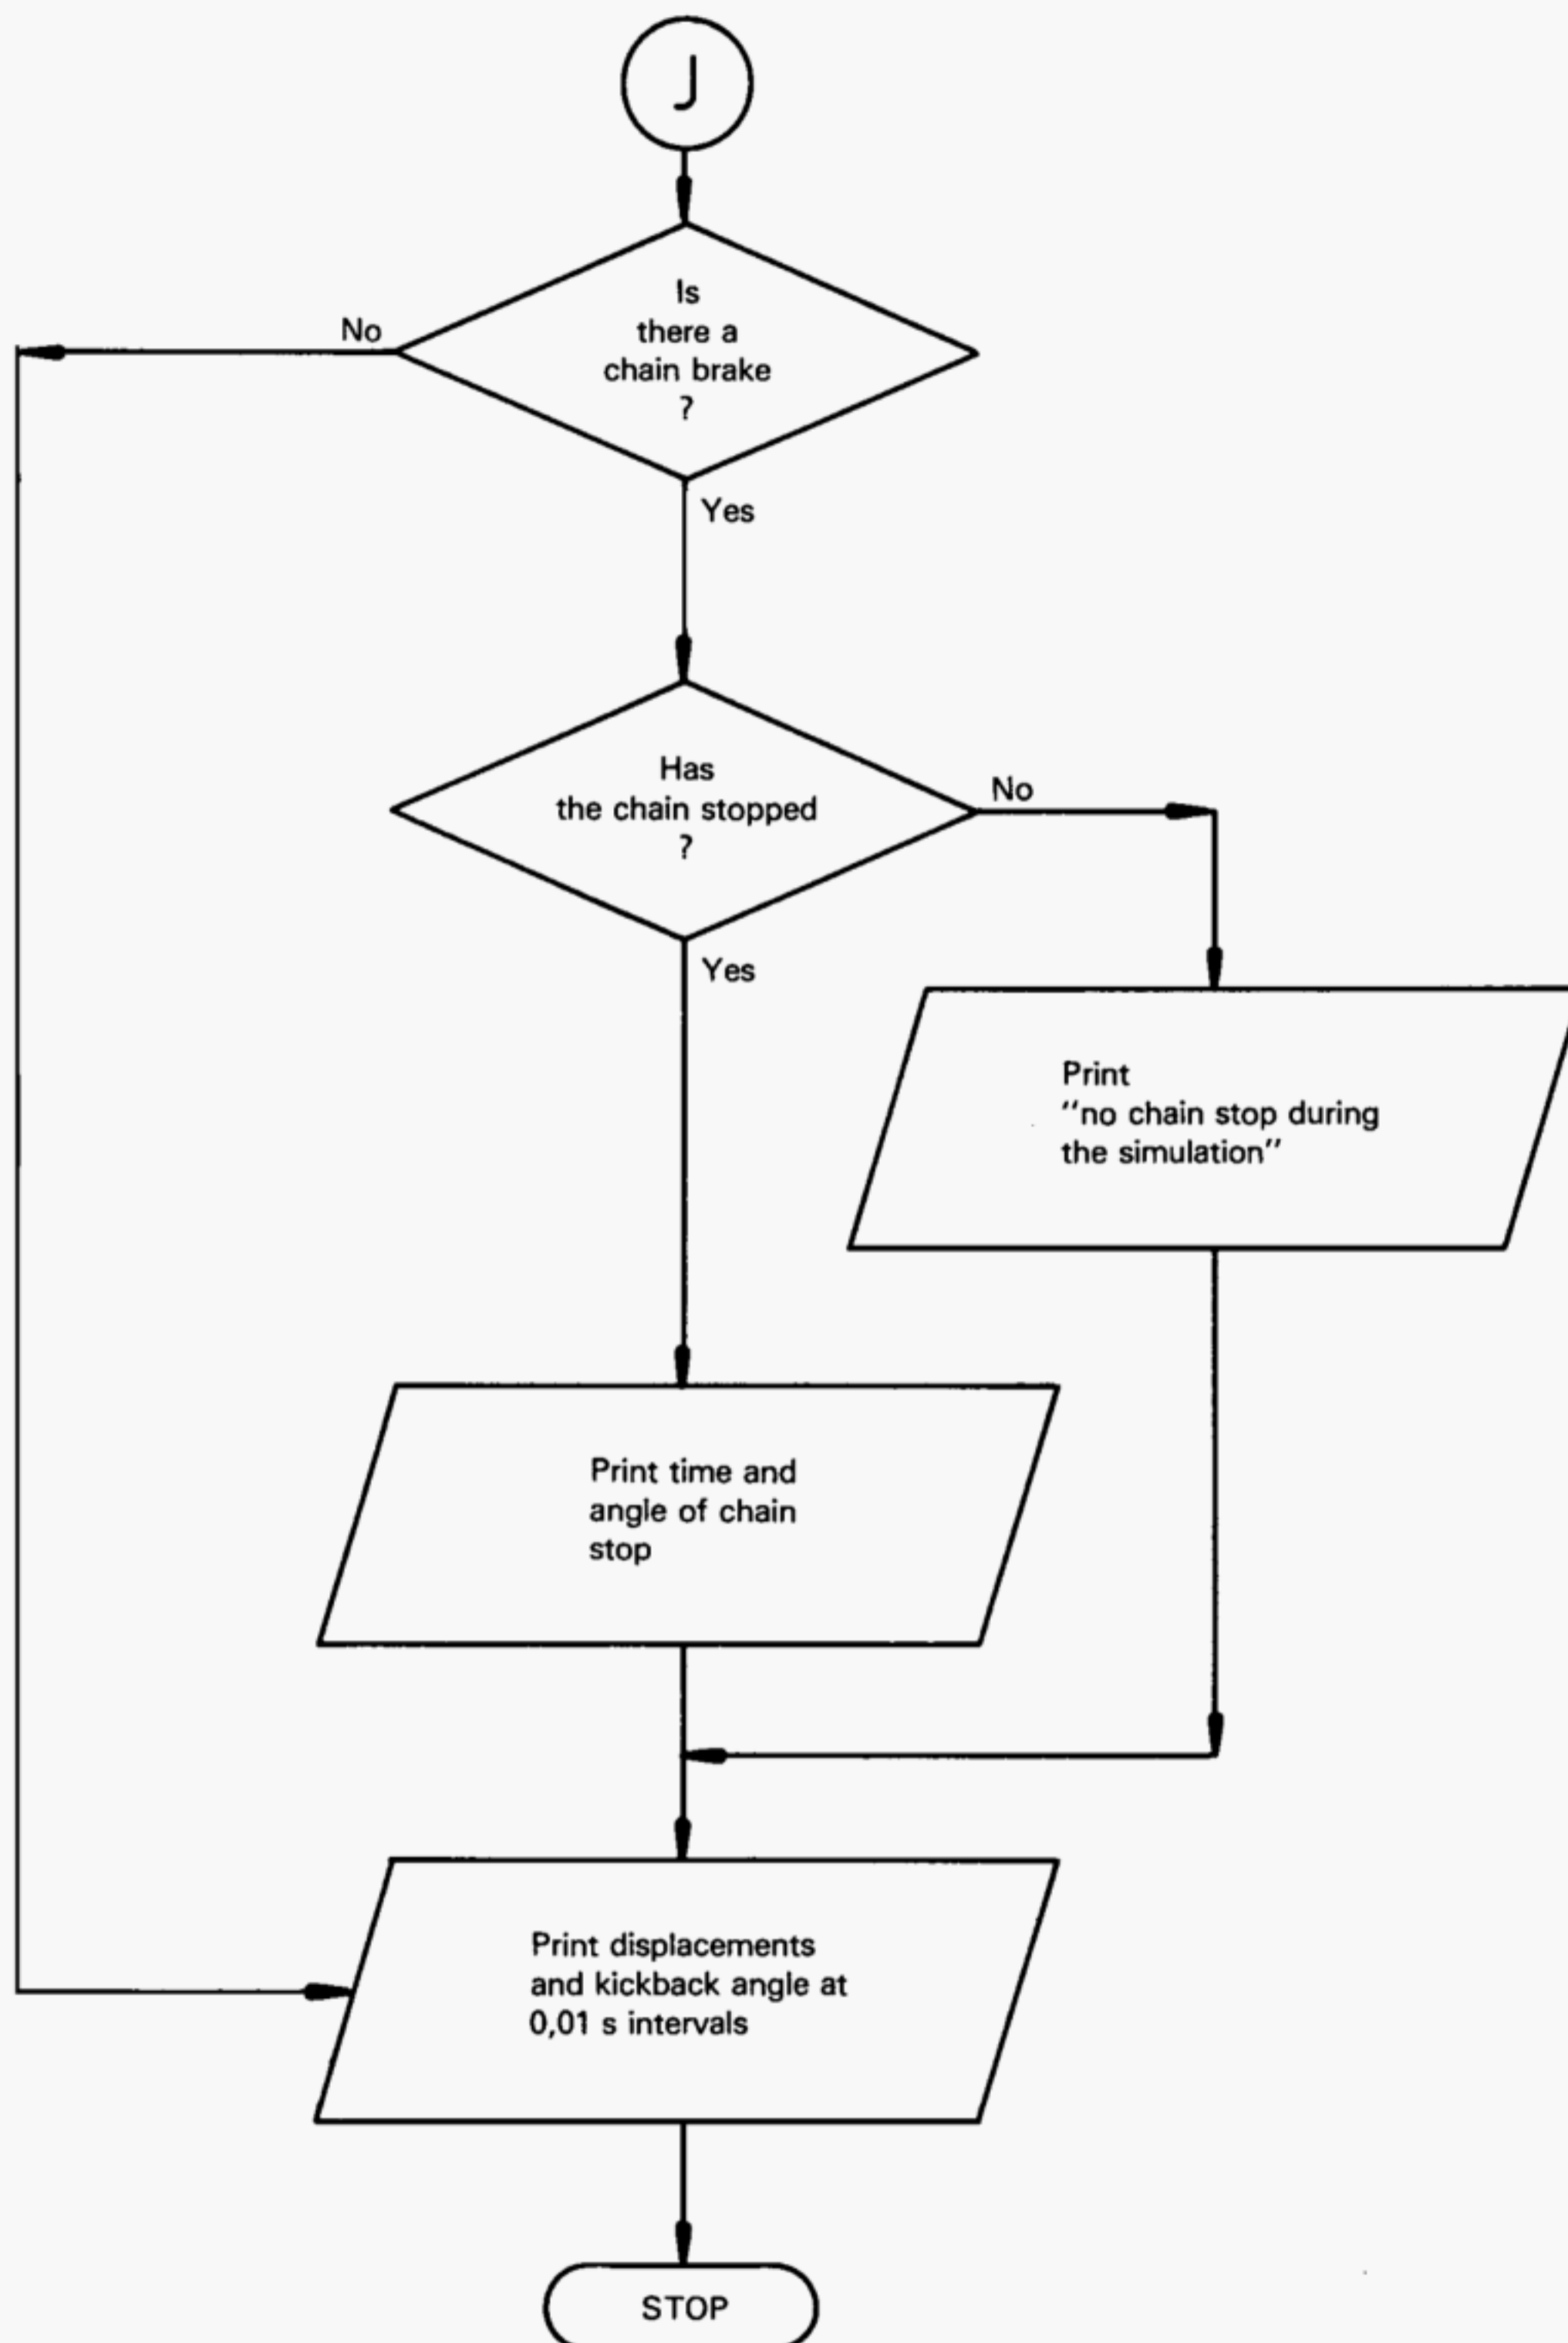 J
Is
there a
chain brake
?
No
Yes
Has
the chain stopped
?
No
Yes
Print
“no chain stop during
the simulation”
Print time and
angle of chain
stop
Print displacements
and kickback angle at
0,01 s intervals
STOP